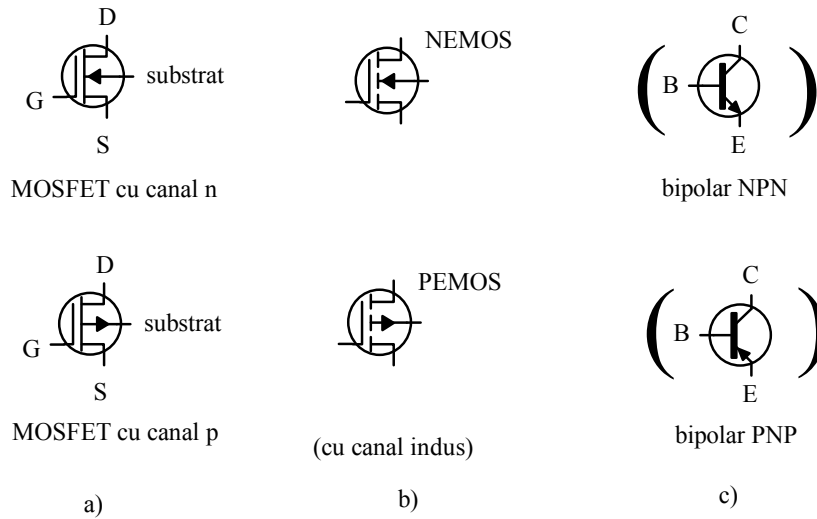 D
NEMOS
C
substrat
B
G
S
E
MOSFET cu canal n
bipolar NPN
D
PEMOS
C
substrat
B
G
S
E
MOSFET cu canal p
(cu canal indus)
bipolar PNP
a)
b)
c)